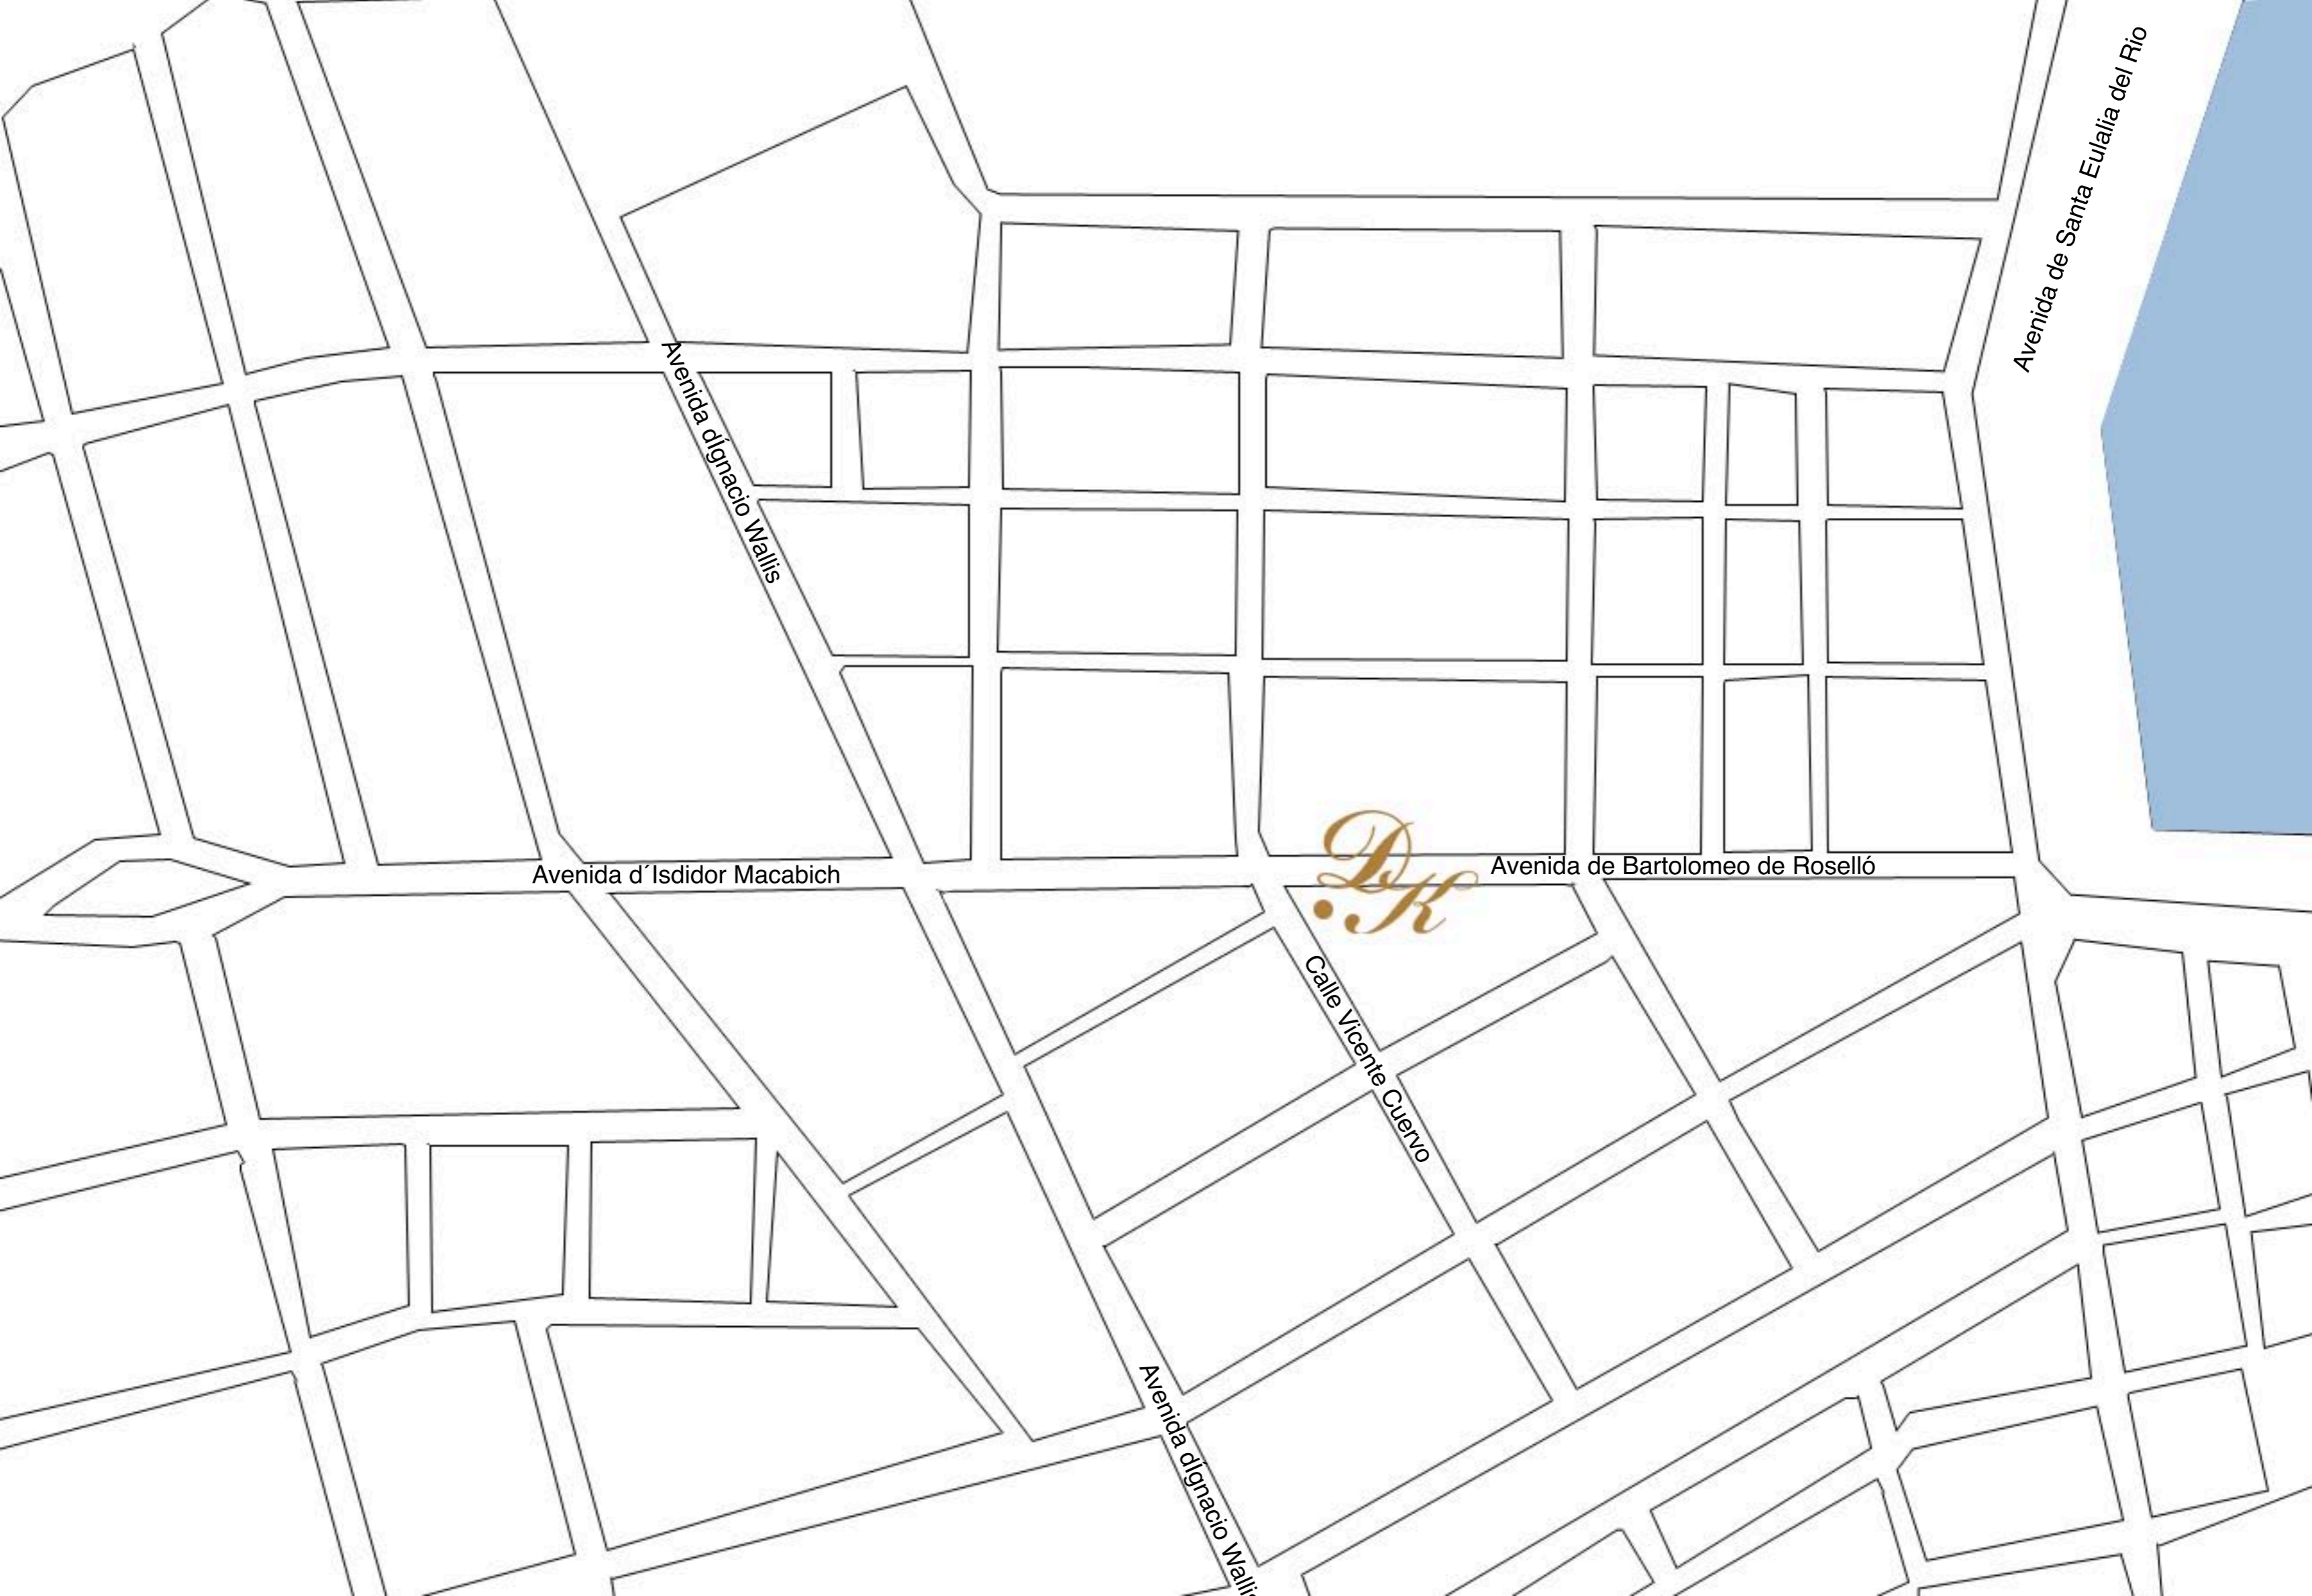 Avenida de Santa Eulalia del Rio
Avenida dÍgnacio Wallis
Avenida d´Isdidor Macabich
Avenida de Bartolomeo de Roselló
DK
Calle Vicente Cuervo
Avenida dÍgnacio Wallis